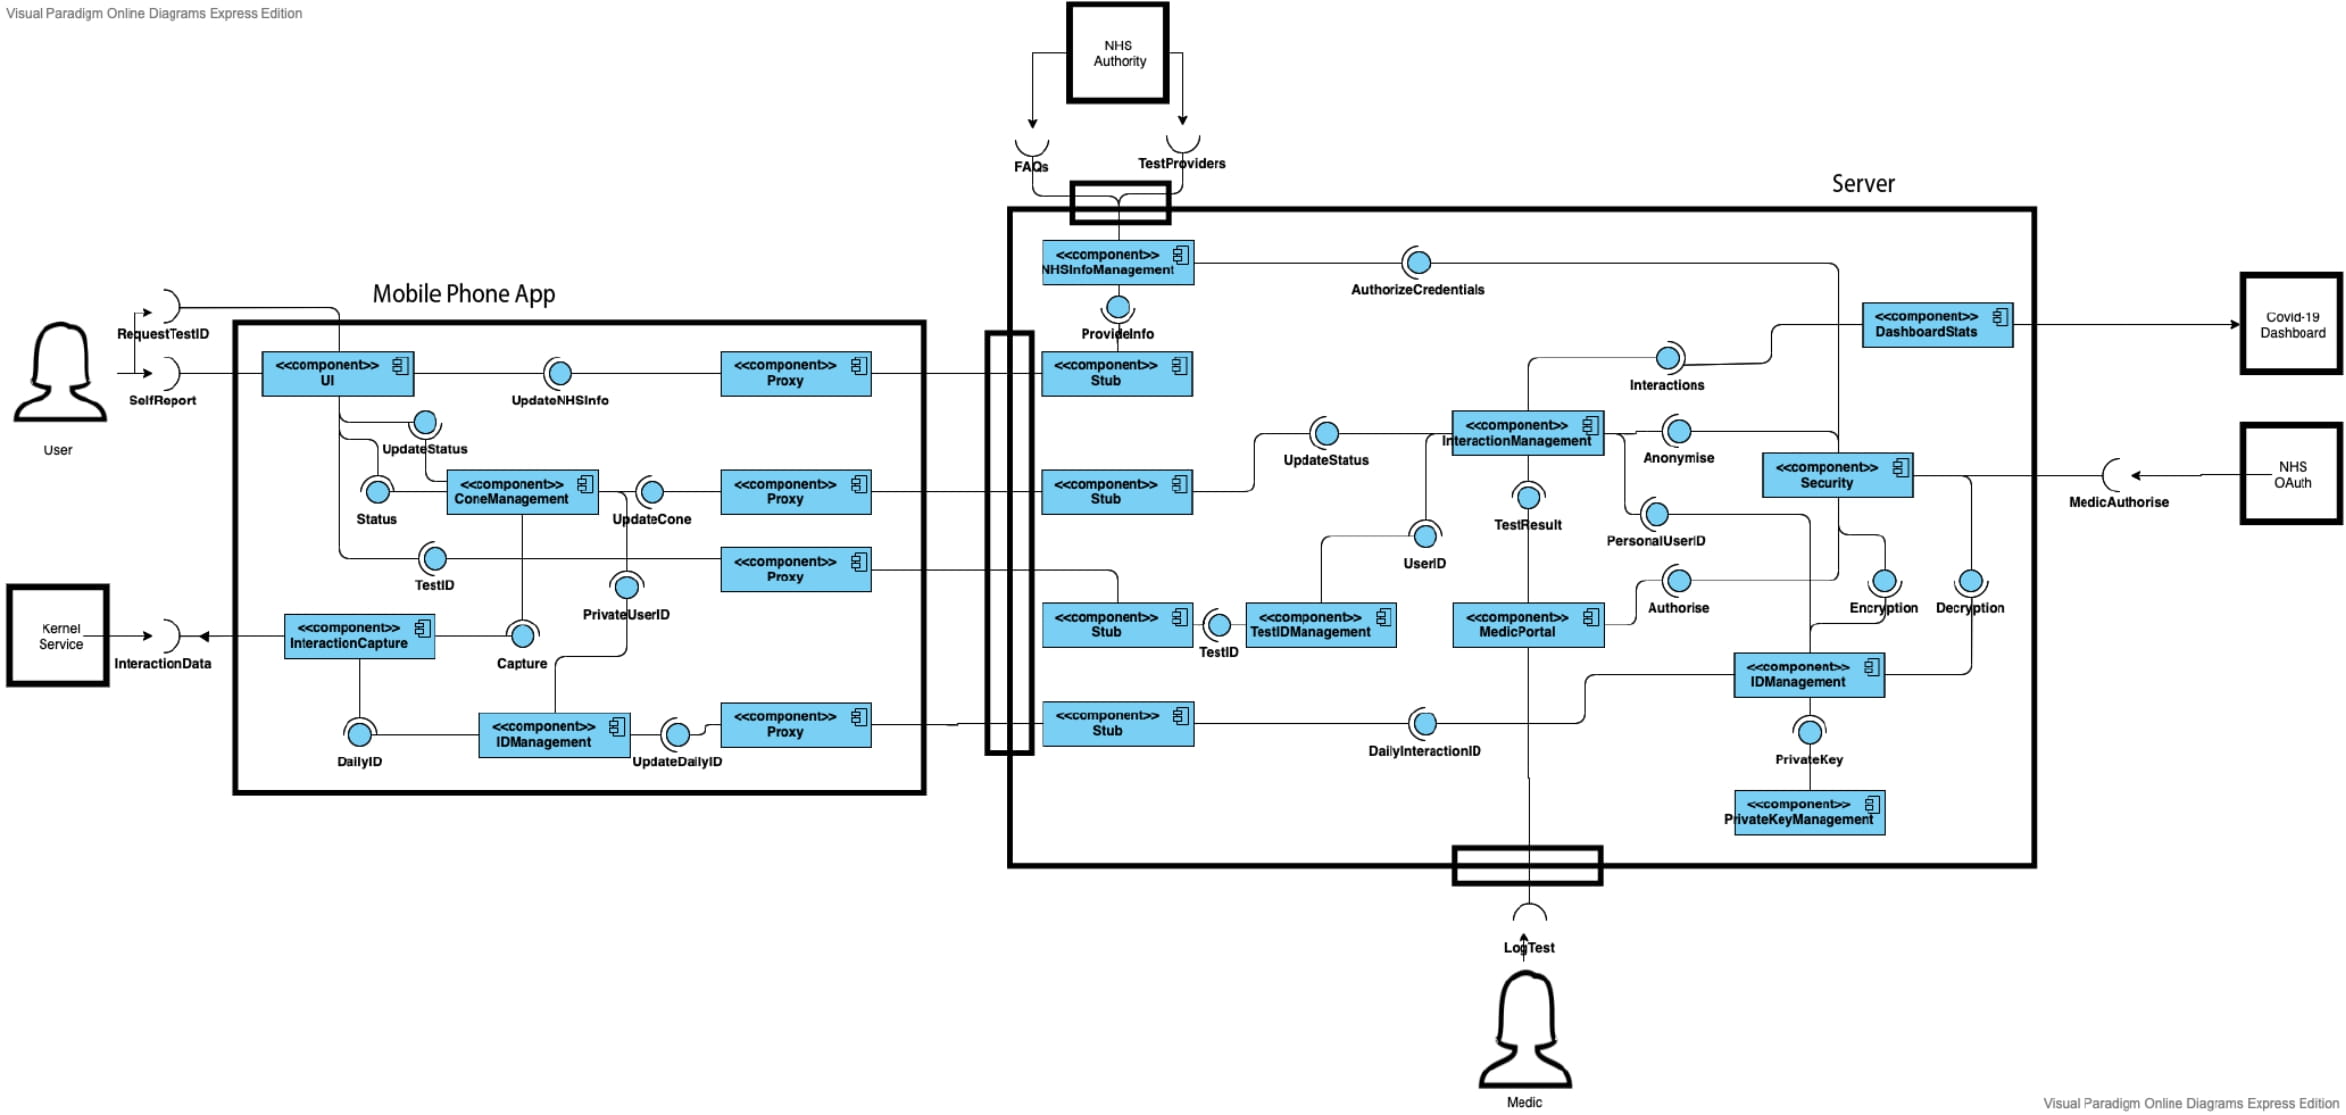 Visual Paradigm Online Diagrams Express Edition
NHS
Authority
FAQs
TestProviders
Server
Mobile Phone App
User
RequestTestID
SelfReport
<<component>>
UI
UpdateNHSInfo
<<component>>
Proxy
UpdateStatus
Status
<<component>>
ConeManagement
UpdateCone
<<component>>
Proxy
TestID
PrivateUserID
<<component>>
Proxy
Kernel
Service
InteractionData
<<component>>
InteractionCapture
Capture
DailyID
<<component>>
IDManagement
UpdateDailyID
<<component>>
Proxy
<<component>>
NHSInfoManagement
AuthorizeCredentials
ProvideInfo
<<component>>
Stub
<<component>>
DashboardStats
Covid-19
Dashboard
Interactions
<<component>>
Stub
UpdateStatus
<<component>>
InteractionManagement
Anonymise
<<component>>
Security
MedicAuthorise
NHS
OAuth
TestResult
PersonalUserID
UserID
<<component>>
Stub
TestID
<<component>>
TestIDManagement
<<component>>
MedicPortal
Authorise
Encryption
Decryption
<<component>>
IDManagement
<<component>>
Stub
DailyInteractionID
PrivateKey
<<component>>
PrivateKeyManagement
LogTest
Medic
Visual Paradigm Online Diagrams Express Edition